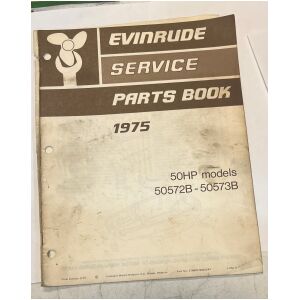 EVINRUDE
SERVICE
PARTS BOOK
1975
50HP models
50572B - 50573B